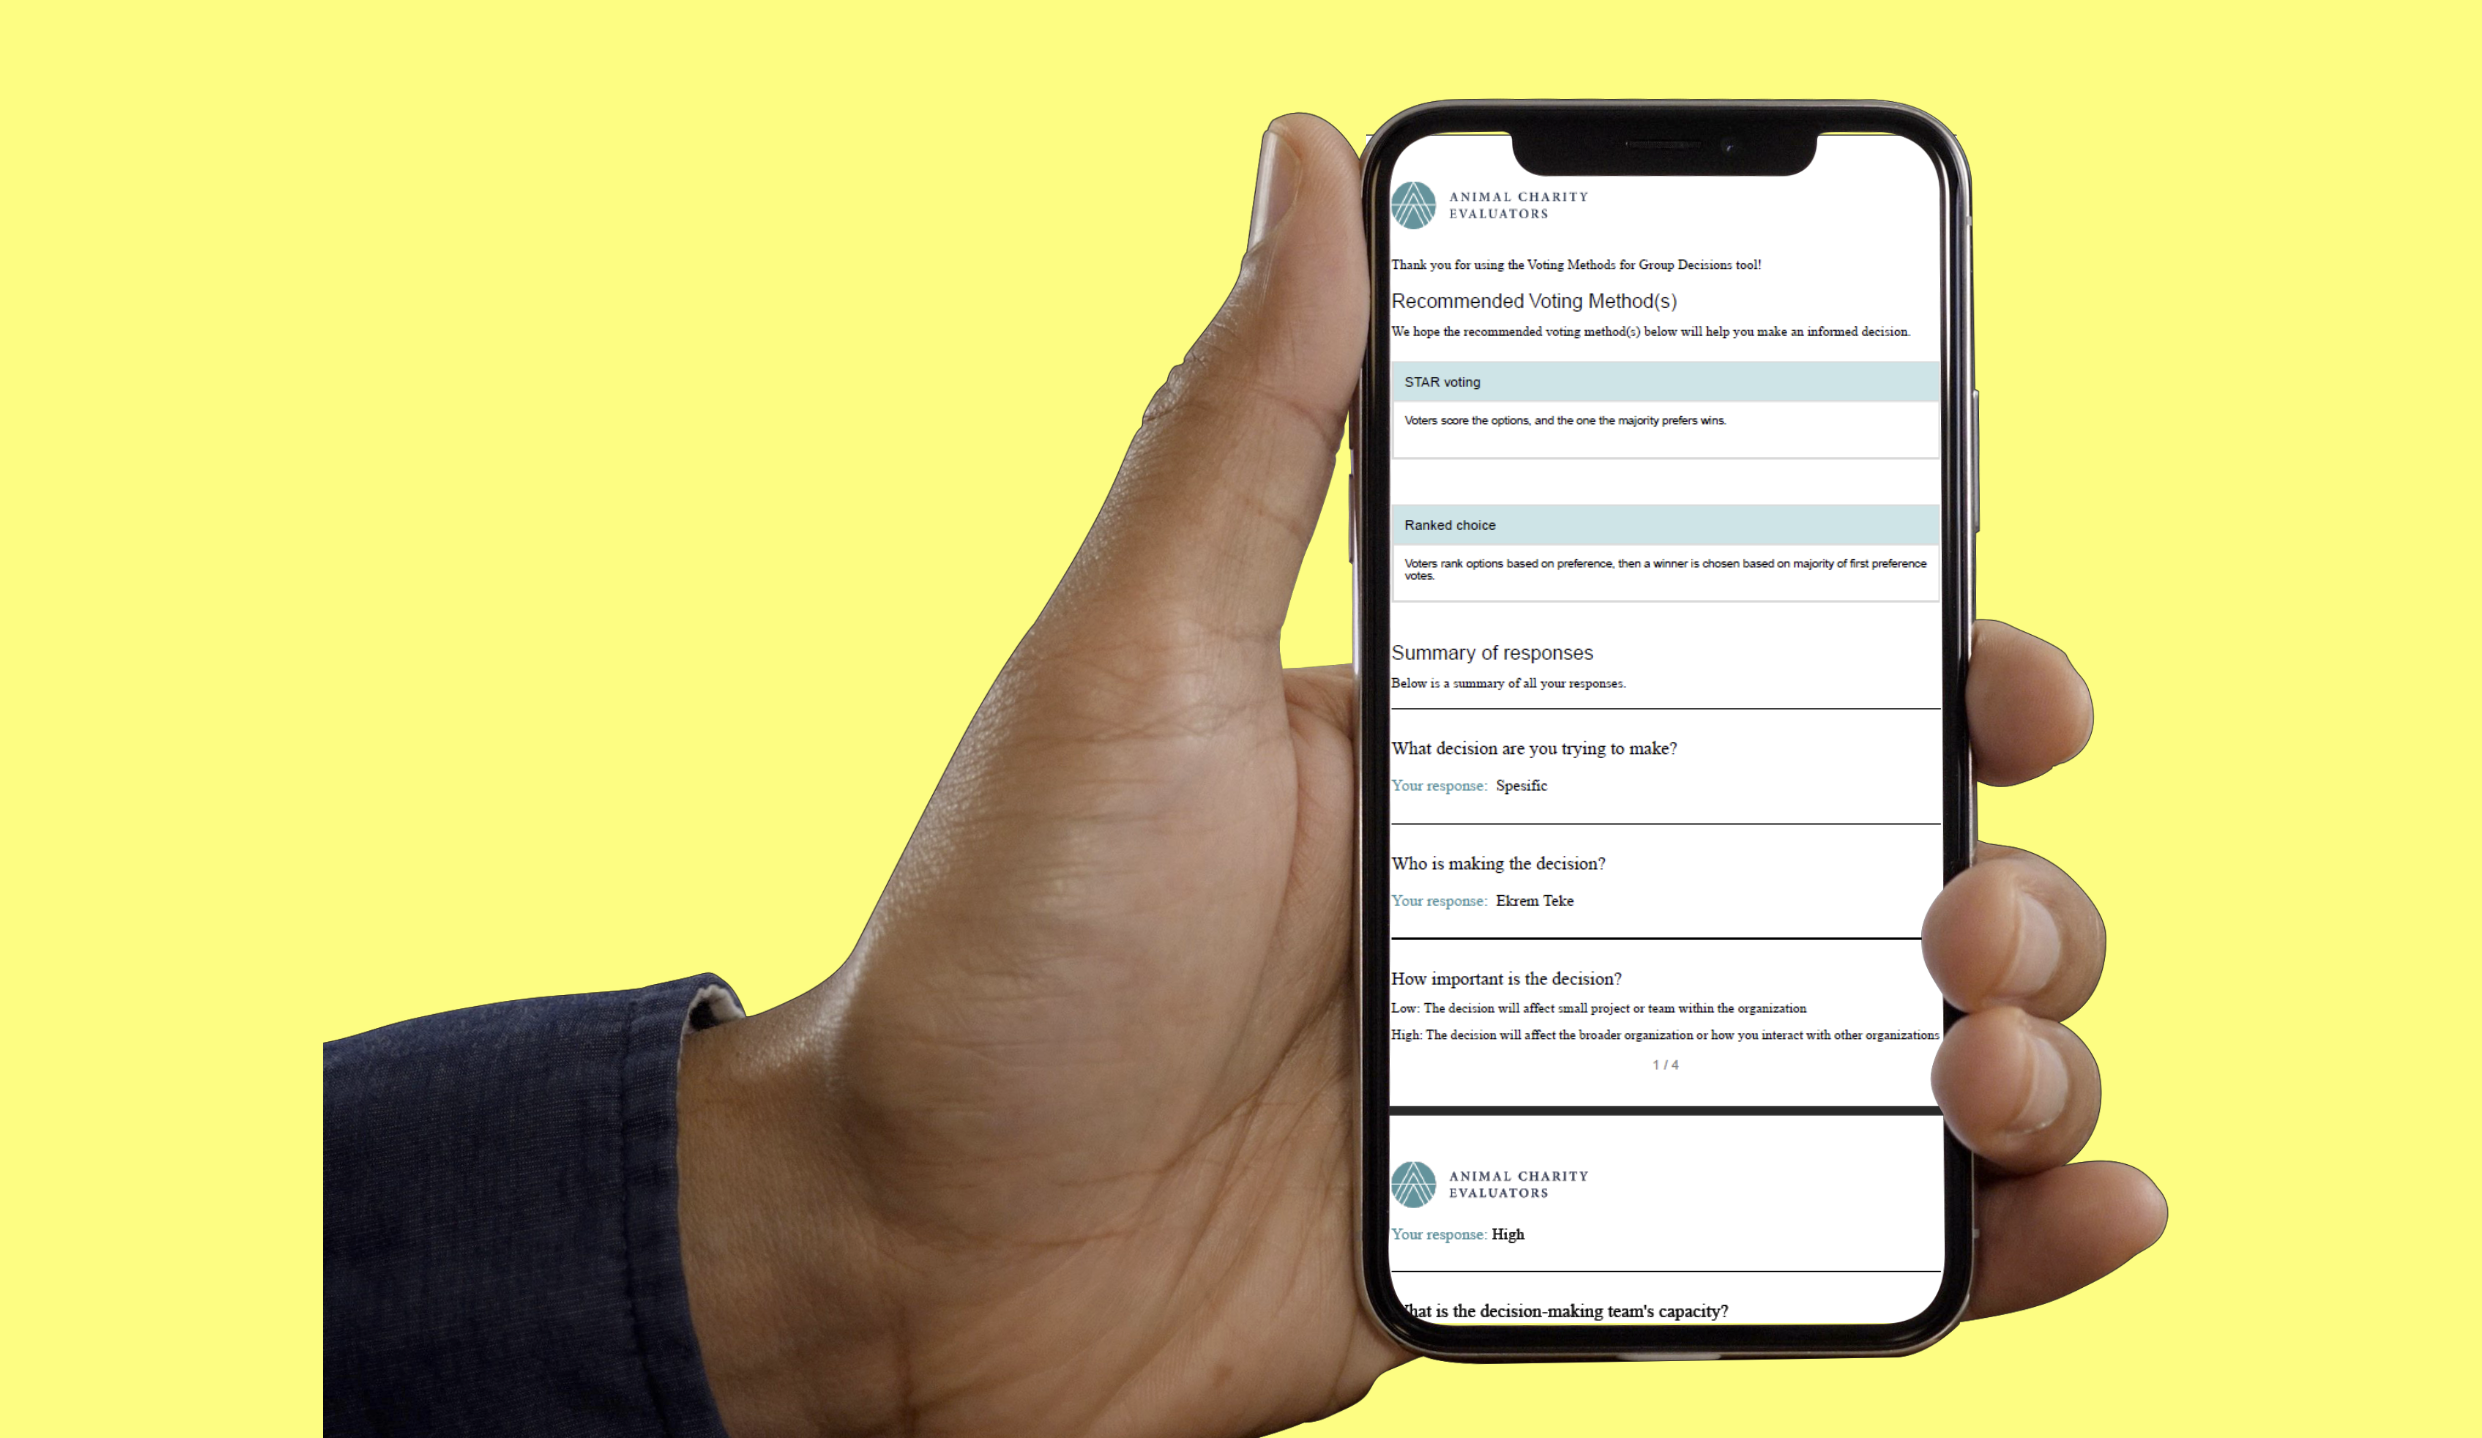 ANIMAL CHARITY
EVALUATORS
Thank you for using the Voting Methods for Group Decisions tool!
Recommended Voting Method(s)
We hope the recommended voting method(s) below will help you make an informed decision.
STAR voting
Voters score the options, and the one the majority prefers wins.
Ranked choice
Voters rank options based on preference, then a winner is chosen based on majority of first preference
votes.
Summary of responses
Below is a summary of all your responses.
What decision are you trying to make?
Your response: Spesific
Who is making the decision?
Your response: Ekrem Teke
How important is the decision?
Low: The decision will affect small project or team within the organization
High: The decision will affect the broader organization or how you interact with other organizations
1 / 4
ANIMAL CHARITY
EVALUATORS
Your response: High
hat is the decision-making team's capacity?